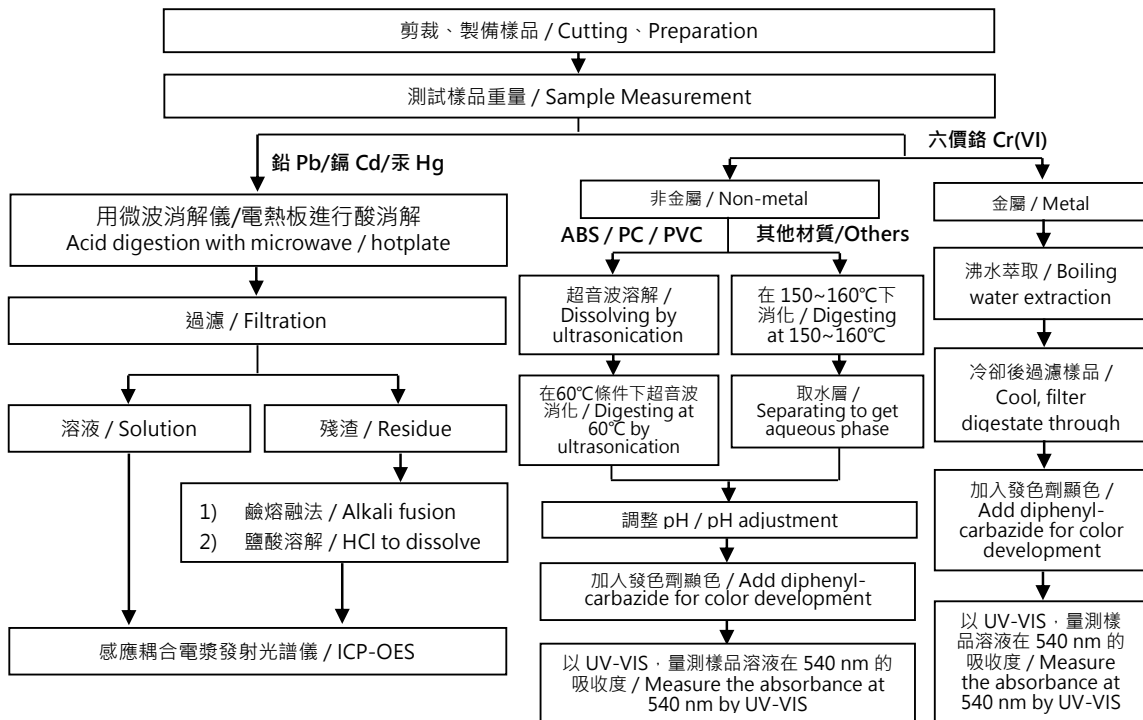 剪裁、製備樣品 / Cutting、Preparation
測試樣品重量 / Sample Measurement
鉛 Pb/鎘 Cd/汞 Hg
用微波消解儀/電熱板進行酸消解
Acid digestion with microwave / hotplate
過濾 / Filtration
溶液 / Solution
殘渣 / Residue
1) 鹼熔融法 / Alkali fusion
2) 鹽酸溶解 / HCl to dissolve
感應耦合電漿發射光譜儀 / ICP-OES
六價鉻 Cr(VI)
非金屬 / Non-metal
ABS / PC / PVC
其他材質/Others
超音波溶解 /
Dissolving by
ultrasonication
在60℃條件下超音波
消化 / Digesting at
60℃ by
ultrasonication
在 150~160℃下
消化 / Digesting
at 150~160℃
取水層 /
Separating to get
aqueous phase
調整 pH / pH adjustment
加入發色劑顯色 / Add diphenyl-
carbazide for color development
以 UV-VIS，量測樣品溶液在 540 nm 的
吸收度 / Measure the absorbance at
540 nm by UV-VIS
金屬 / Metal
沸水萃取 / Boiling
water extraction
冷卻後過濾樣品 /
Cool, filter
digestate through
加入發色劑顯色 /
Add diphenyl-
carbazide for color
development
以 UV-VIS，量測樣
品溶液在 540 nm 的
吸收度 / Measure
the absorbance at
540 nm by UV-VIS